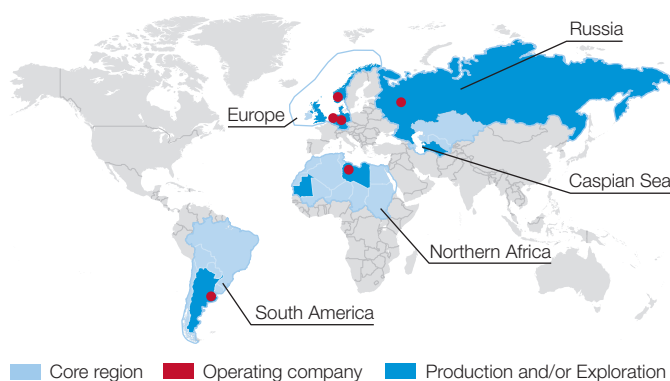 Russia
Europe
Caspian Sea
Northern Africa
South America
Core region Operating company Production and/or Exploration